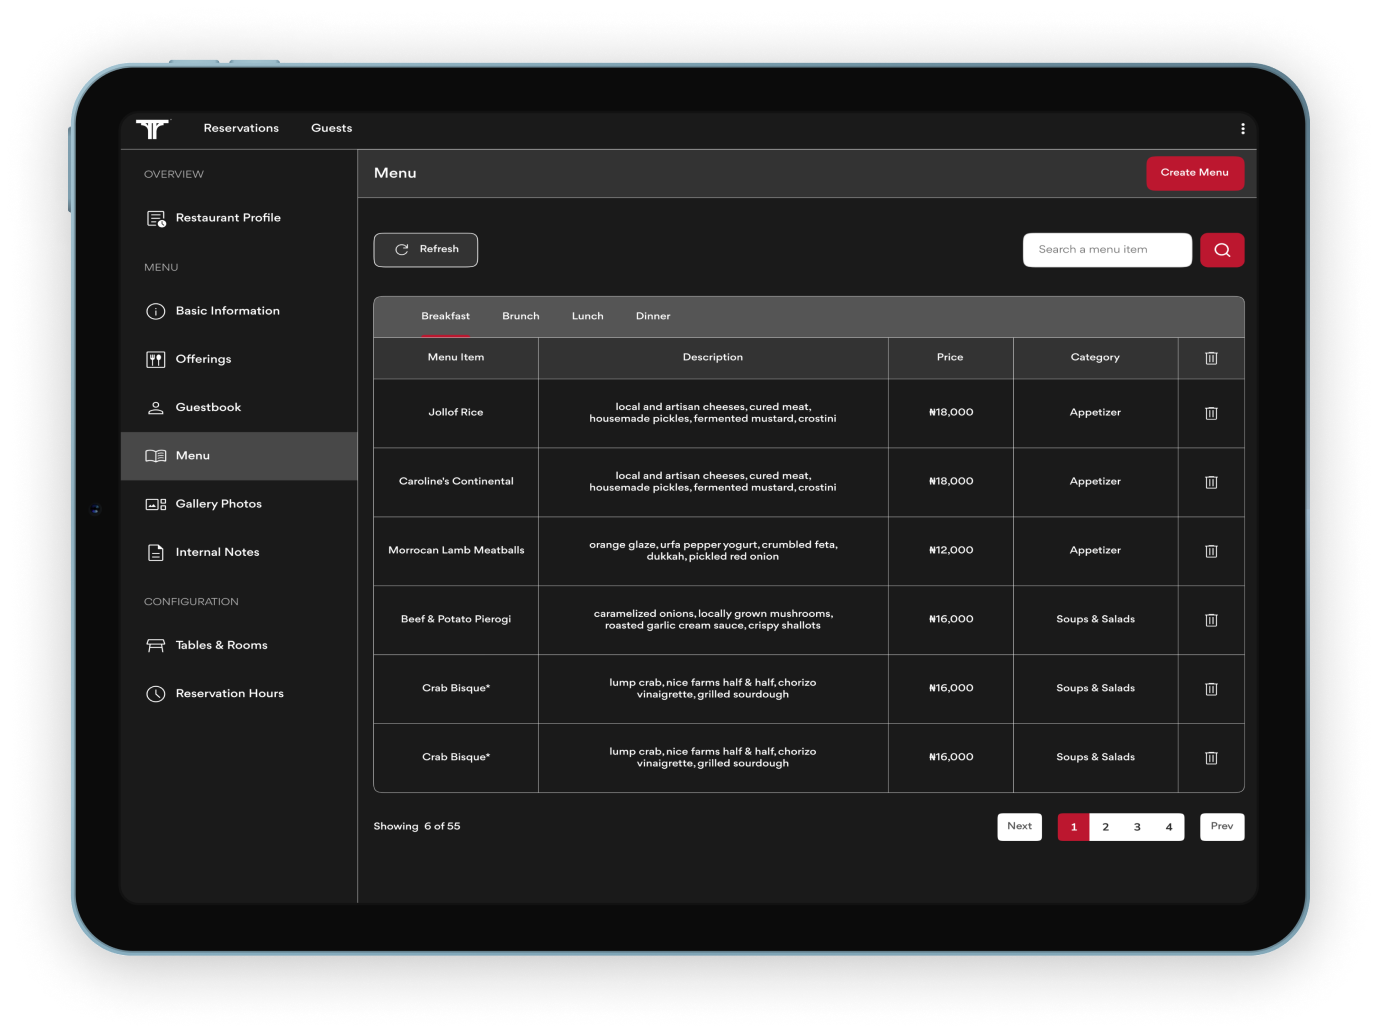 Reservations
Guests
OVERVIEW
Restaurant Profile
MENU
Basic Information
Offerings
Guestbook
Menu
Gallery Photos
Internal Notes
CONFIGURATION
Tables & Rooms
Reservation Hours
Menu
Create Menu
Refresh
Search a menu item
Breakfast Brunch Lunch Dinner
Menu Item Description Price Category
Jollof Rice
local and artisan cheeses, cured meat,
housemade pickles, fermented mustard, crostini
₦18,000
Appetizer
Caroline's Continental
local and artisan cheeses, cured meat,
housemade pickles, fermented mustard, crostini
₦18,000
Appetizer
Morrocan Lamb Meatballs
orange glaze, urfa pepper yogurt, crumbled feta,
dukkah, pickled red onion
₦12,000
Appetizer
Beef & Potato Pierogi
caramelized onions, locally grown mushrooms,
roasted garlic cream sauce, crispy shallots
₦16,000
Soups & Salads
Crab Bisque*
lump crab, nice farms half & half, chorizo
vinaigrette, grilled sourdough
₦16,000
Soups & Salads
Crab Bisque*
lump crab, nice farms half & half, chorizo
vinaigrette, grilled sourdough
₦16,000
Soups & Salads
Showing 6 of 55
Next 1 2 3 4 Prev